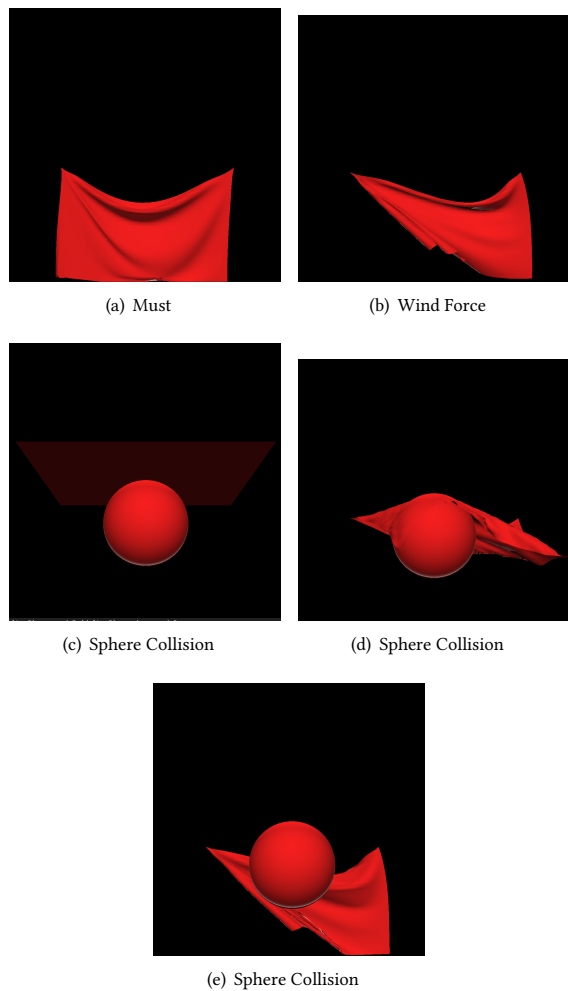 (a) Must
(b) Wind Force
(c) Sphere Collision
(d) Sphere Collision
(e) Sphere Collision